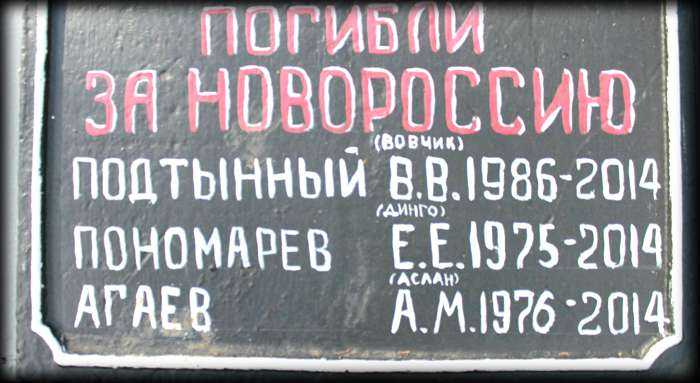 ПОГИБЛИ
ЗА НОВОРОССИЮ
(ВОВЧИК)
ПОДТЫННЫЙ В.В.1986-2014
(ДИНГО)
ПОНОМАРЕВ Е.Е.1975-2014
(АСЛАН)
АГАЕВ А.М.1976-2014